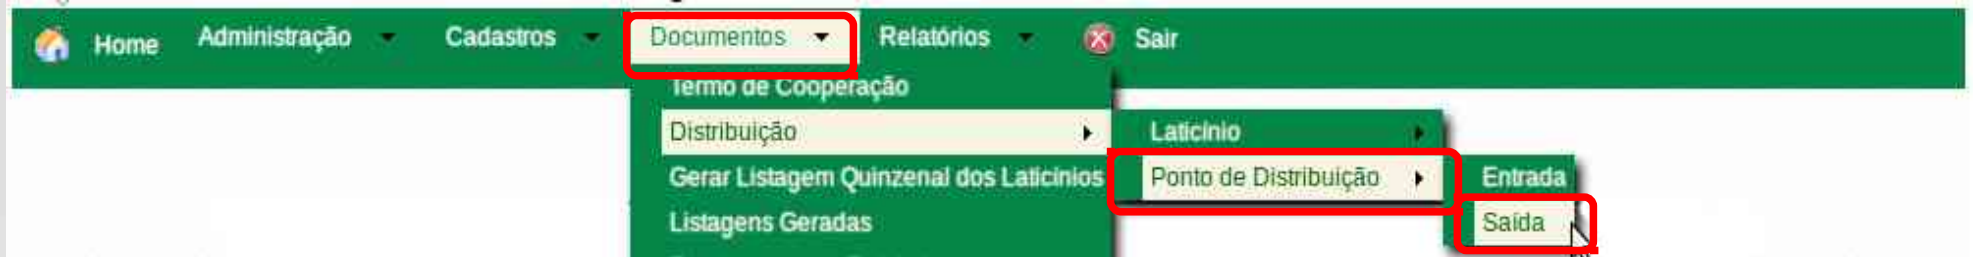 Home
Administração
Cadastros
Documentos
Relatórios
Sair
Termo de Cooperação
Distribuição
Laticínio
Gerar Listagem Quinzenal dos Laticínios
Ponto de Distribuição
Entrada
Listagens Geradas
Saída